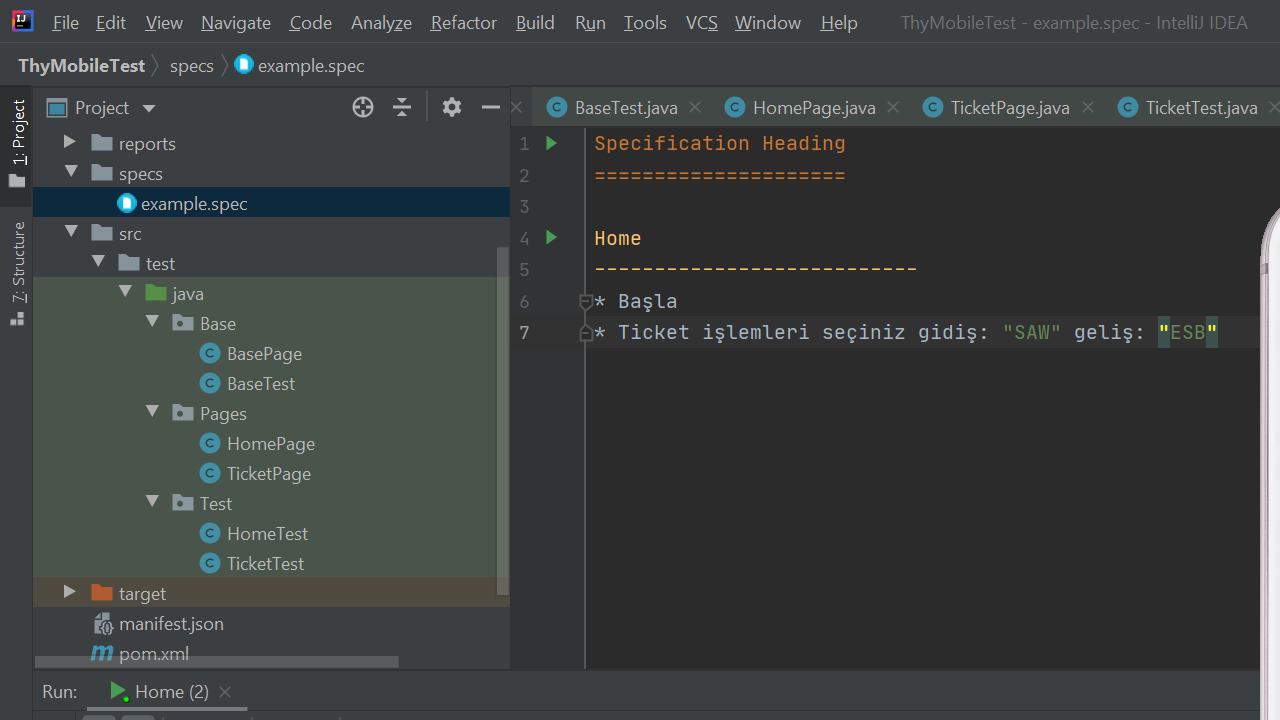 File Edit View Navigate Code Analyze Refactor Build Run Tools VCS Window Help ThyMobileTest - example.spec - IntelliJ IDEA
ThyMobileTest specs example.spec
1: Project
7: Structure
Project
BaseTest.java HomePage.java TicketPage.java TicketTest.java
reports
specs
example.spec
src
test
java
Base
BasePage
BaseTest
Pages
HomePage
TicketPage
Test
HomeTest
TicketTest
target
manifest.json
pom.xml
1 Specification Heading
2 =====================
3
4 Home
5 ---------------------------
6 * Başla
7 * Ticket işlemleri seçiniz gidiş: "SAW" geliş: "ESB"
Run: Home (2)